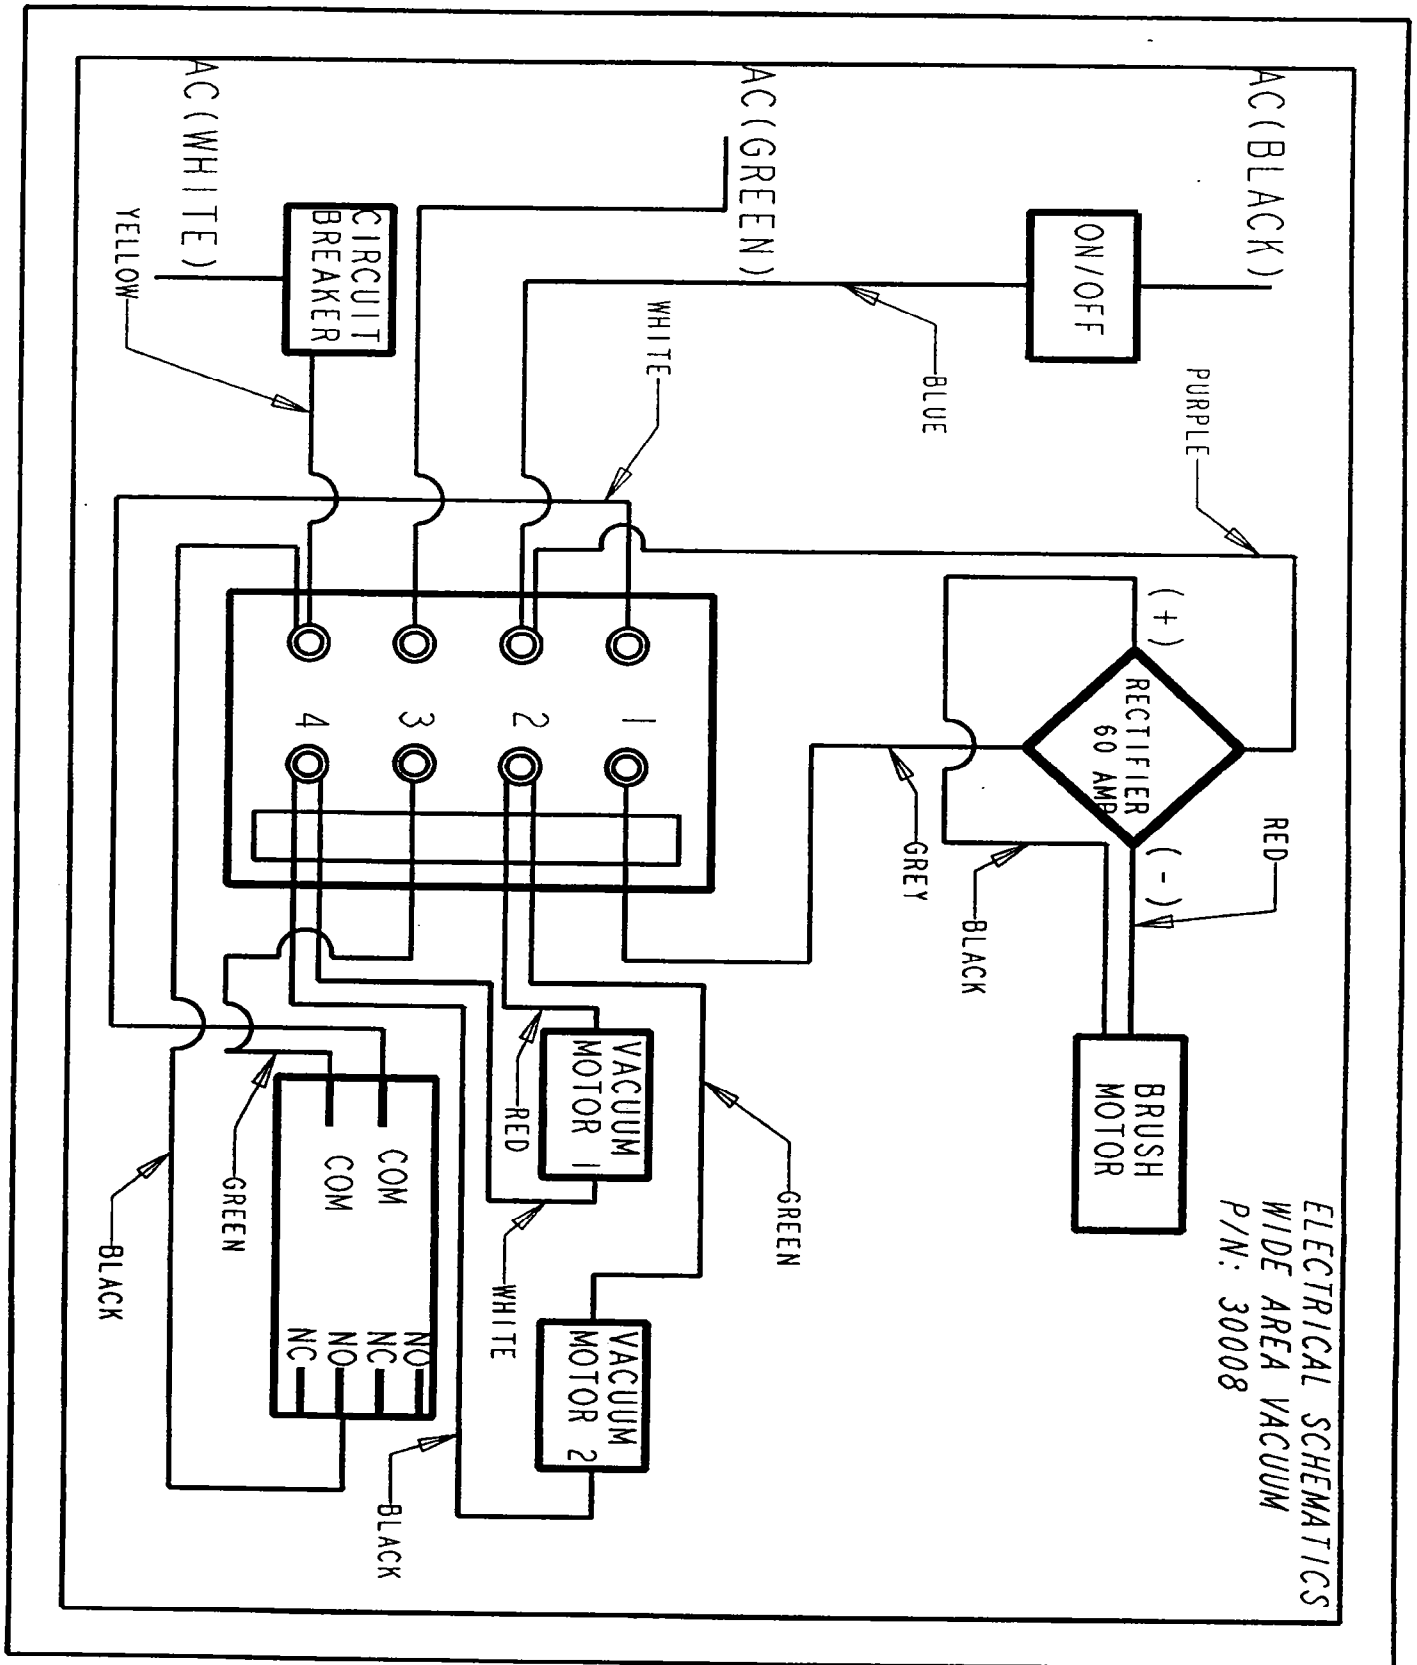 ELECTRICAL SCHEMATICS
WIDE AREA VACUUM
P/N: 30008
AC(BLACK)
ON/OFF
PURPLE
(+)
RECTIFIER
60 AMP
(-)
RED
BRUSH
MOTOR
BLUE
GREY
BLACK
AC(GREEN)
WHITE
GREEN
1
2
3
4
VACUUM
MOTOR 1
VACUUM
MOTOR 2
RED
WHITE
AC(WHITE)
CIRCUIT
BREAKER
YELLOW
COM
COM
NO
NC
NO
NC
GREEN
BLACK
BLACK